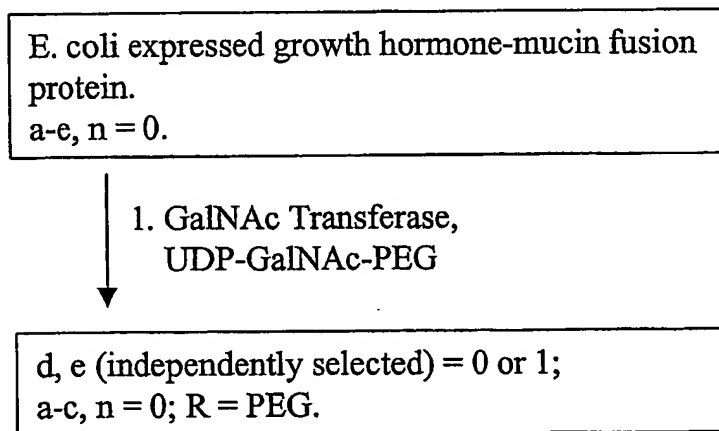 E. coli expressed growth hormone-mucin fusion
protein.
a-e, n = 0.
1. GalNAc Transferase,
UDP-GalNAc-PEG
d, e (independently selected) = 0 or 1;
a-c, n = 0; R = PEG.